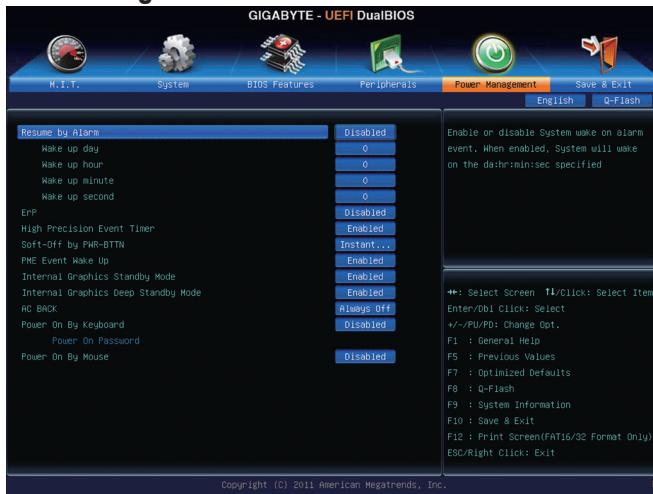 GIGABYTE - UEFI DualBIOS
M.I.T.
System
BIOS Features
Peripherals
Power Management
Save & Exit
English
Q-Flash
Resume by Alarm Disabled
Wake up day 0
Wake up hour 0
Wake up minute 0
Wake up second 0
ErP Disabled
High Precision Event Timer Enabled
Soft-Off by PWR-BTTN Instant...
PME Event Wake Up Enabled
Internal Graphics Standby Mode Enabled
Internal Graphics Deep Standby Mode Enabled
AC BACK Always Off
Power On By Keyboard Disabled
Power On Password
Power On By Mouse Disabled
Enable or disable System wake on alarm
event. When enabled, System will wake
on the da:hr:min:sec specified
→←: Select Screen ↑↓/Click: Select Item
Enter/Dbl Click: Select
+/-/PU/PD: Change Opt.
F1 : General Help
F5 : Previous Values
F7 : Optimized Defaults
F8 : Q-Flash
F9 : System Information
F10 : Save & Exit
F12 : Print Screen(FAT16/32 Format Only)
ESC/Right Click: Exit
Copyright (C) 2011 American Megatrends, Inc.